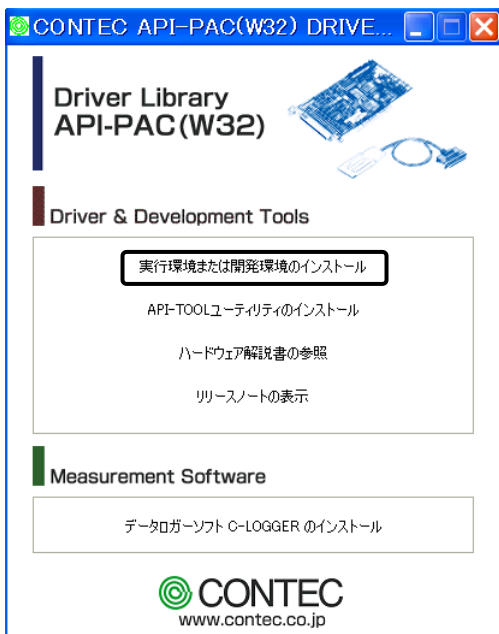 CONTEC API-PAC(W32) DRIVE...
Driver Library
API-PAC(W32)
Driver & Development Tools
実行環境または開発環境のインストール
API-TOOLユーティリティのインストール
ハードウェア解説書の参照
リリースノートの表示
Measurement Software
データロガーソフト C-LOGGER のインストール
CONTEC
www.contec.co.jp